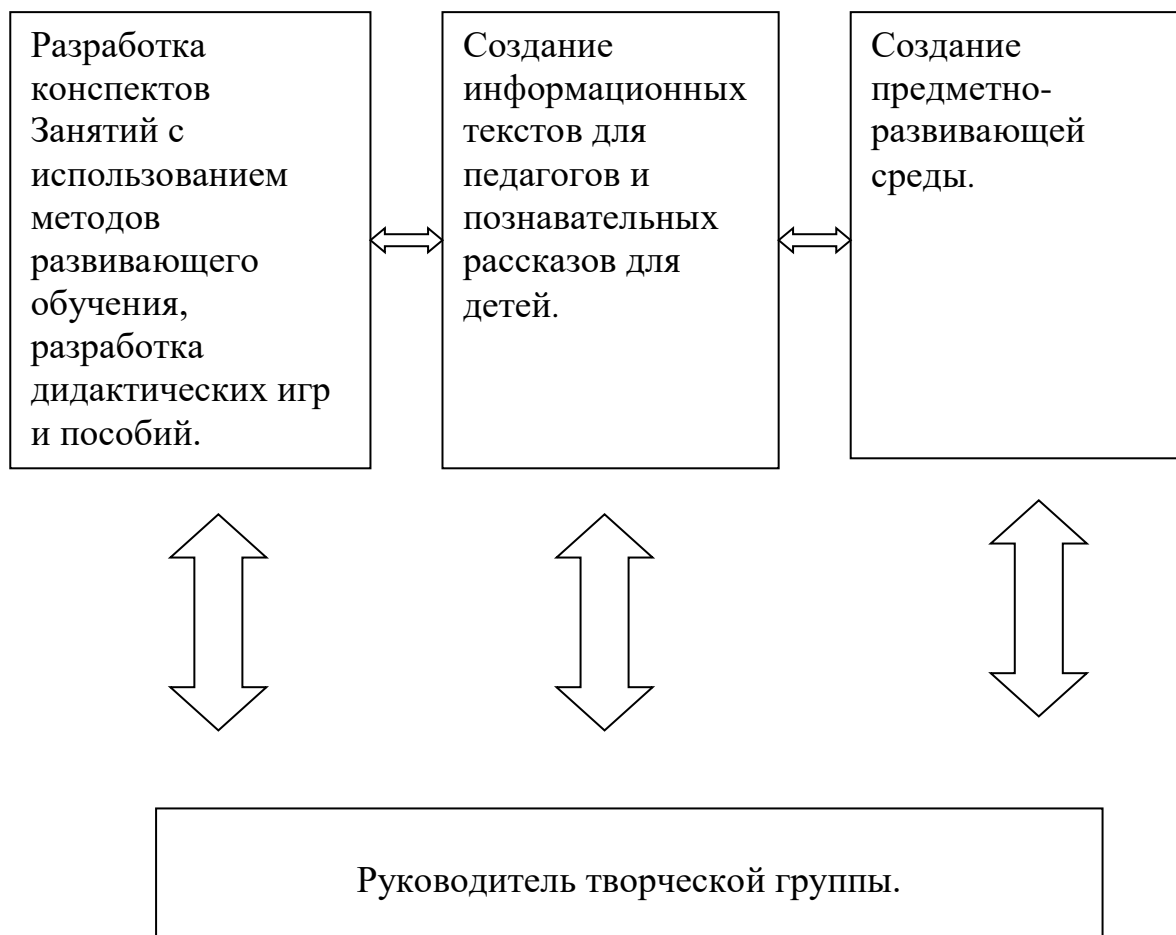 Разработка
конспектов
Занятий с
использованием
методов
развивающего
обучения,
разработка
дидактических игр
и пособий.
Создание
информационных
текстов для
педагогов и
познавательных
рассказов для
детей.
Создание
предметно-
развивающей
среды.
Руководитель творческой группы.